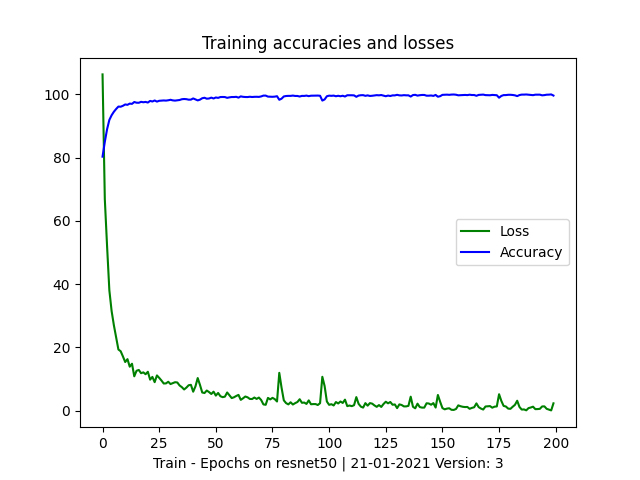 Training accuracies and losses
100
80
60
40
20
0
Loss
Accuracy
0 25 50 75 100 125 150 175 200
Train - Epochs on resnet50 | 21-01-2021 Version: 3